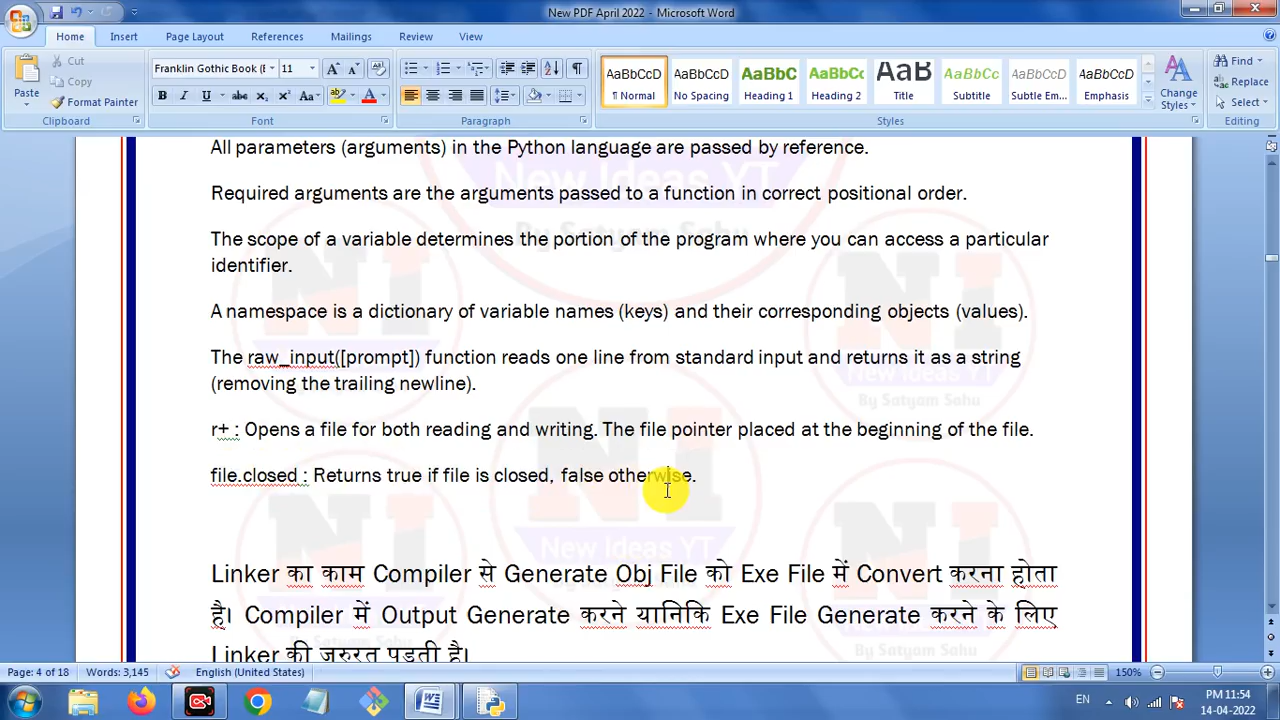 New PDF April 2022 - Microsoft Word
Home Insert Page Layout References Mailings Review View
Cut
Copy
Format Painter
Paste
Clipboard
Franklin Gothic Book (E 11
Font
Paragraph
AaBbCcD AaBbCcD AaBbC AaBbCc AaB AaBbCc AaBbCcD AaBbCcD
¶ Normal No Spacing Heading 1 Heading 2 Title Subtitle Subtle Em... Emphasis
Change Styles
Styles
Find
Replace
Select
Editing
All parameters (arguments) in the Python language are passed by reference.
Required arguments are the arguments passed to a function in correct positional order.
The scope of a variable determines the portion of the program where you can access a particular
identifier.
A namespace is a dictionary of variable names (keys) and their corresponding objects (values).
The raw_input([prompt]) function reads one line from standard input and returns it as a string
(removing the trailing newline).
r+ : Opens a file for both reading and writing. The file pointer placed at the beginning of the file.
file.closed : Returns true if file is closed, false otherwise.
Linker का काम Compiler से Generate Obj File को Exe File में Convert करना होता
है। Compiler में Output Generate करने यानिकि Exe File Generate करने के लिए
Linker की जरुरत पड़ती है।
New Ideas YT
By Satyam Sahu
Page: 4 of 18 Words: 3,145 English (United States) 150%
EN PM 11:54
14-04-2022